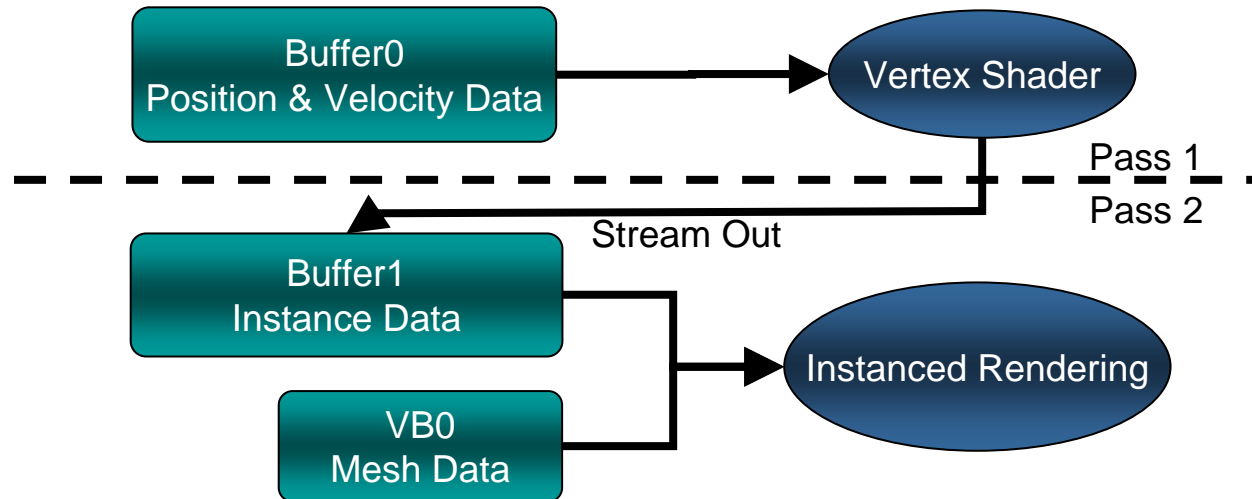 Buffer0
Position & Velocity Data
Vertex Shader
Pass 1
Pass 2
Stream Out
Buffer1
Instance Data
Instanced Rendering
VB0
Mesh Data